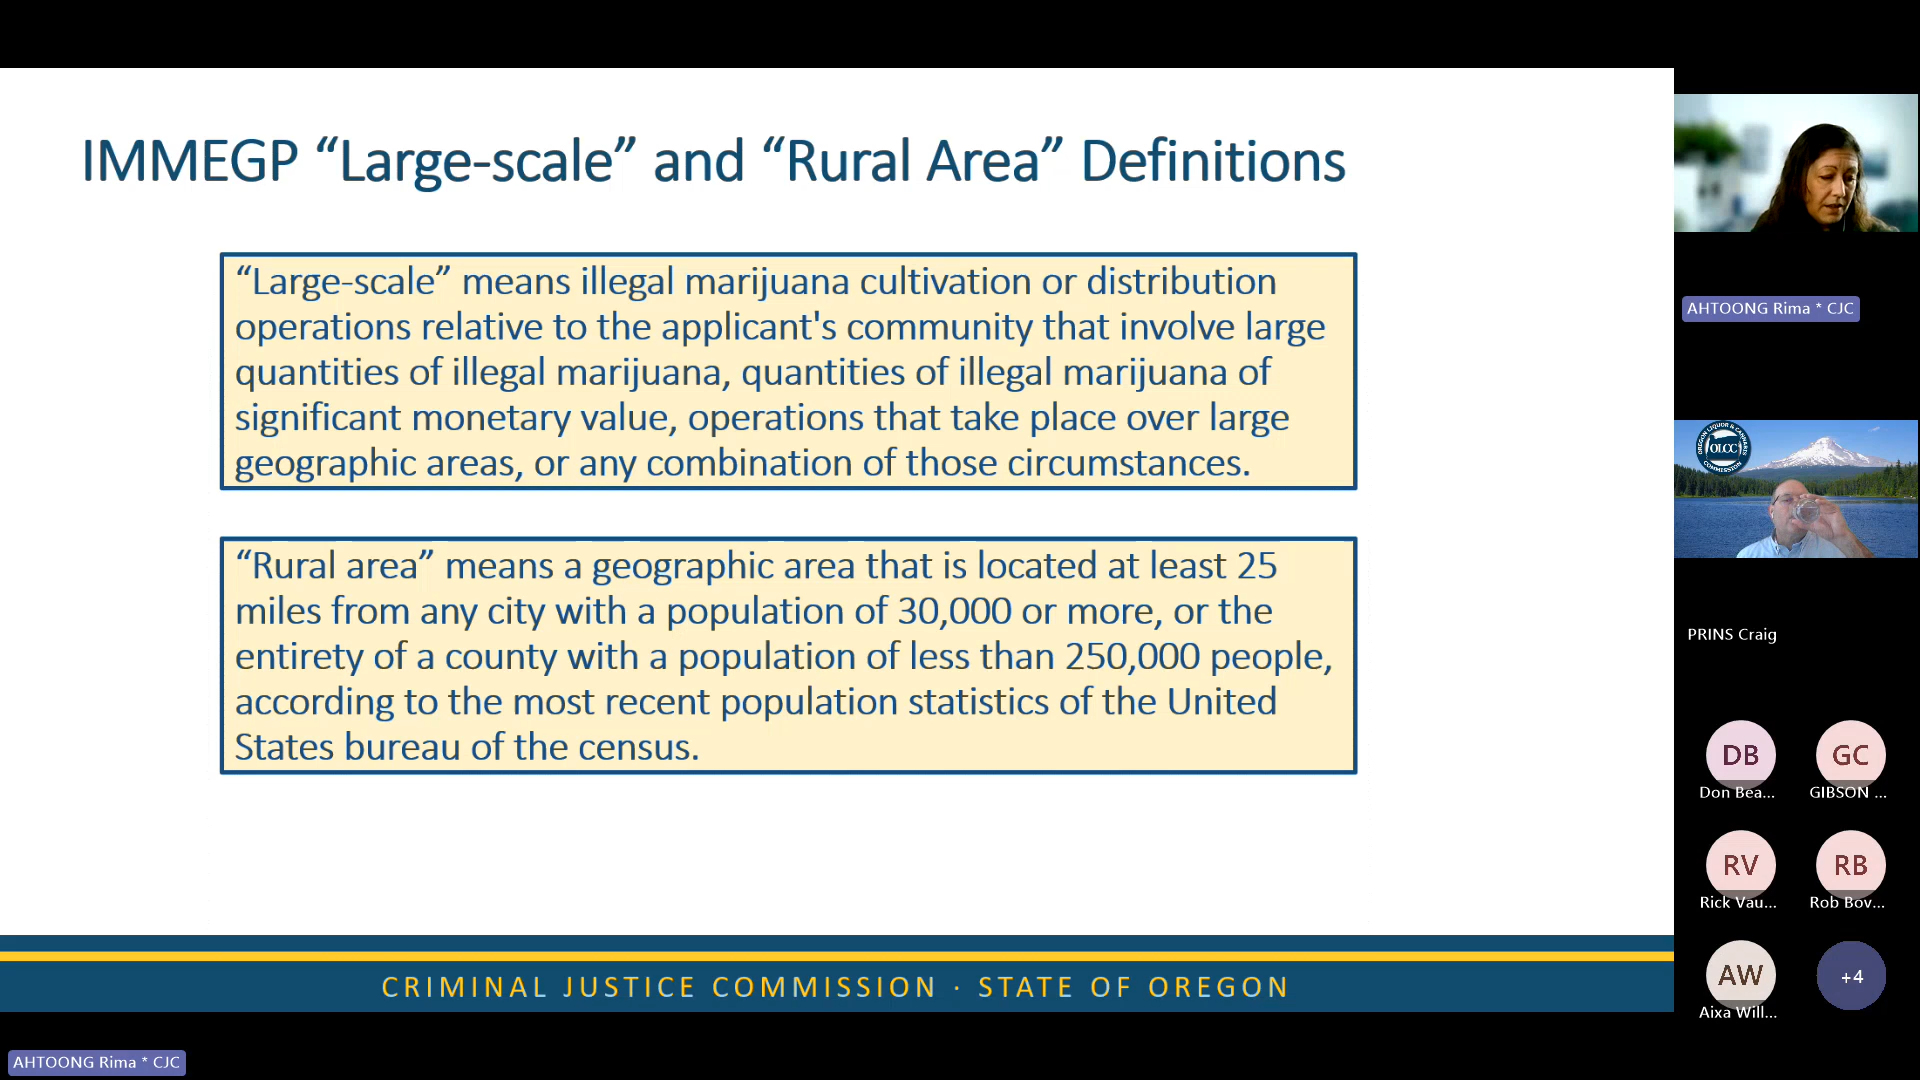 IMMEGP “Large-scale” and “Rural Area” Definitions
“Large-scale” means illegal marijuana cultivation or distribution
operations relative to the applicant's community that involve large
quantities of illegal marijuana, quantities of illegal marijuana of
significant monetary value, operations that take place over large
geographic areas, or any combination of those circumstances.
“Rural area” means a geographic area that is located at least 25
miles from any city with a population of 30,000 or more, or the
entirety of a county with a population of less than 250,000 people,
according to the most recent population statistics of the United
States bureau of the census.
CRIMINAL JUSTICE COMMISSION · STATE OF OREGON
AHTOONG Rima * CJC
AHTOONG Rima * CJC
OREGON LIQUOR & CANNABIS
OLCC
COMMISSION
PRINS Craig
DB
Don Bea...
GC
GIBSON ...
RV
Rick Vau...
RB
Rob Bov...
AW
Aixa Will...
+4